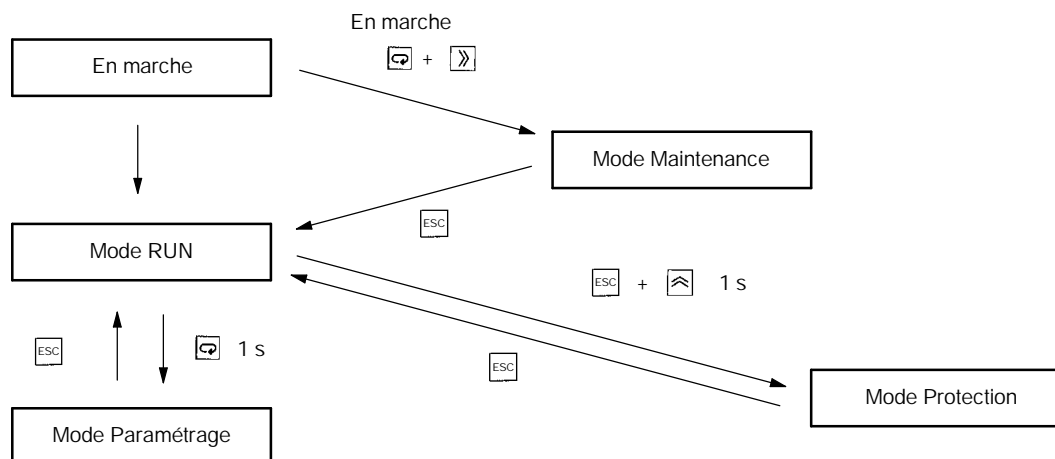 En marche
En marche
+
Mode Maintenance
ESC
Mode RUN
ESC + 1 s
ESC
1 s
ESC
Mode Protection
Mode Paramétrage